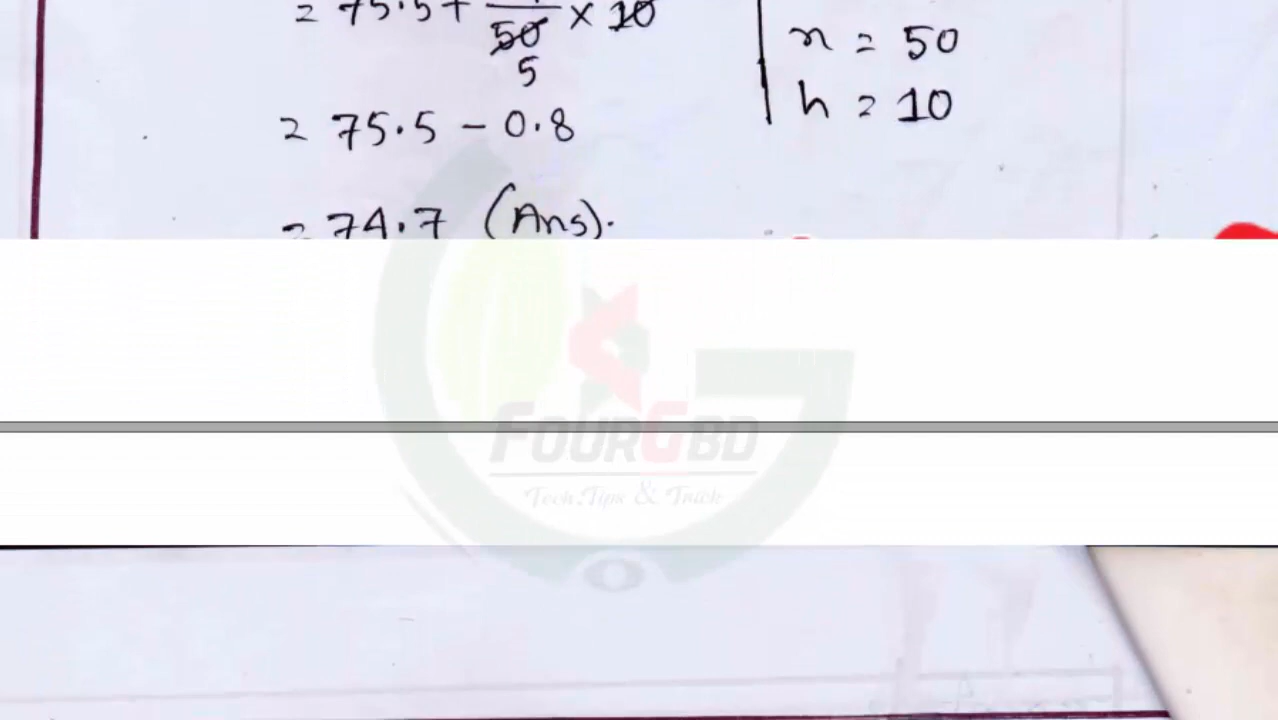 = 75.5 + /50 × 10
5
= 75.5 - 0.8
= 74.7 (Ans).
n = 50
h = 10
FOURGBD
Tech, Tips & Trick